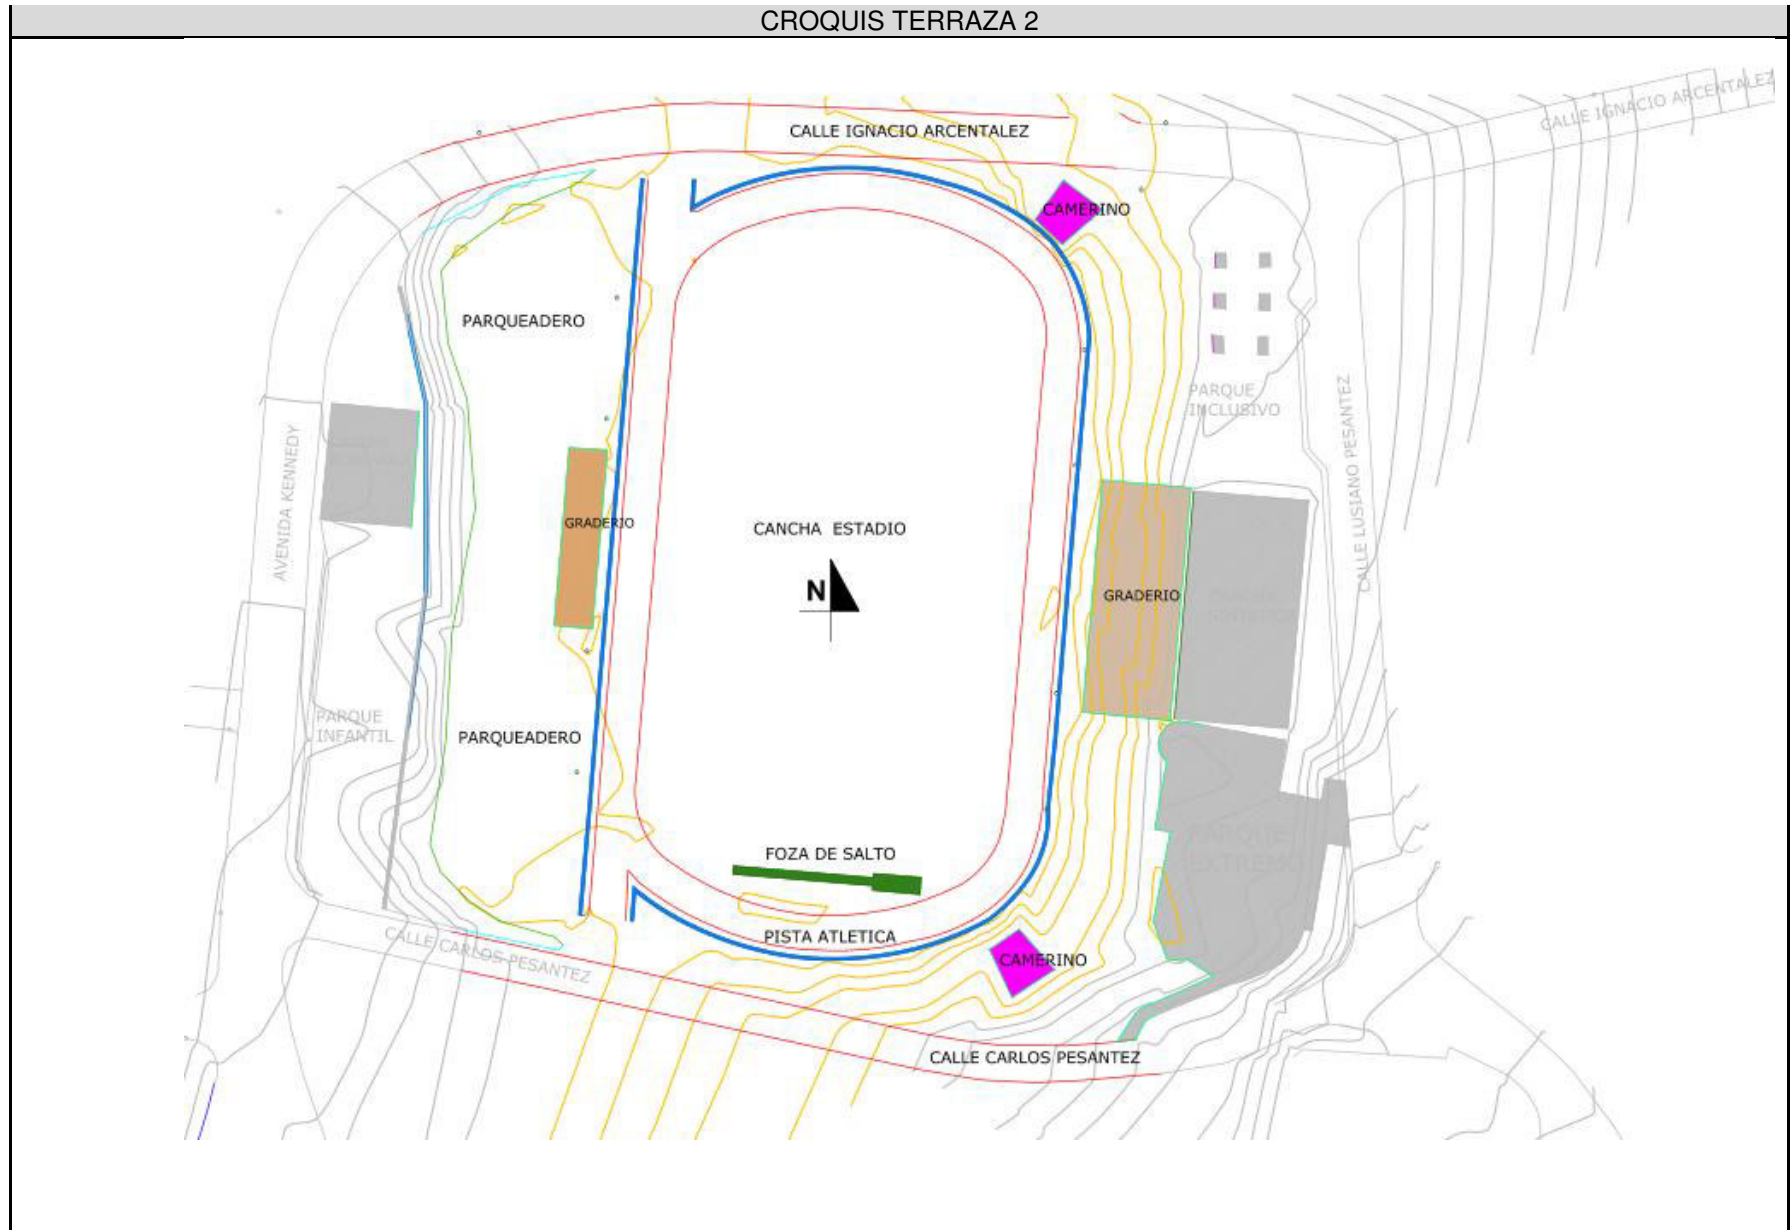 CROQUIS TERRAZA 2
CALLE IGNACIO ARCENTALEZ
CALLE IGNACIO ARCENTALEZ
CAMERINO
PARQUEADERO
PARQUE
INCLUSIVO
CALLE LUSIANO PESANTEZ
AVENIDA KENNEDY
GRADERIO
CANCHA ESTADIO
N
GRADERIO
PARQUE
INFANTIL
PARQUEADERO
PARQUE
EXTREMO
FOZA DE SALTO
PISTA ATLETICA
CALLE CARLOS PESANTEZ
CAMERINO
CALLE CARLOS PESANTEZ